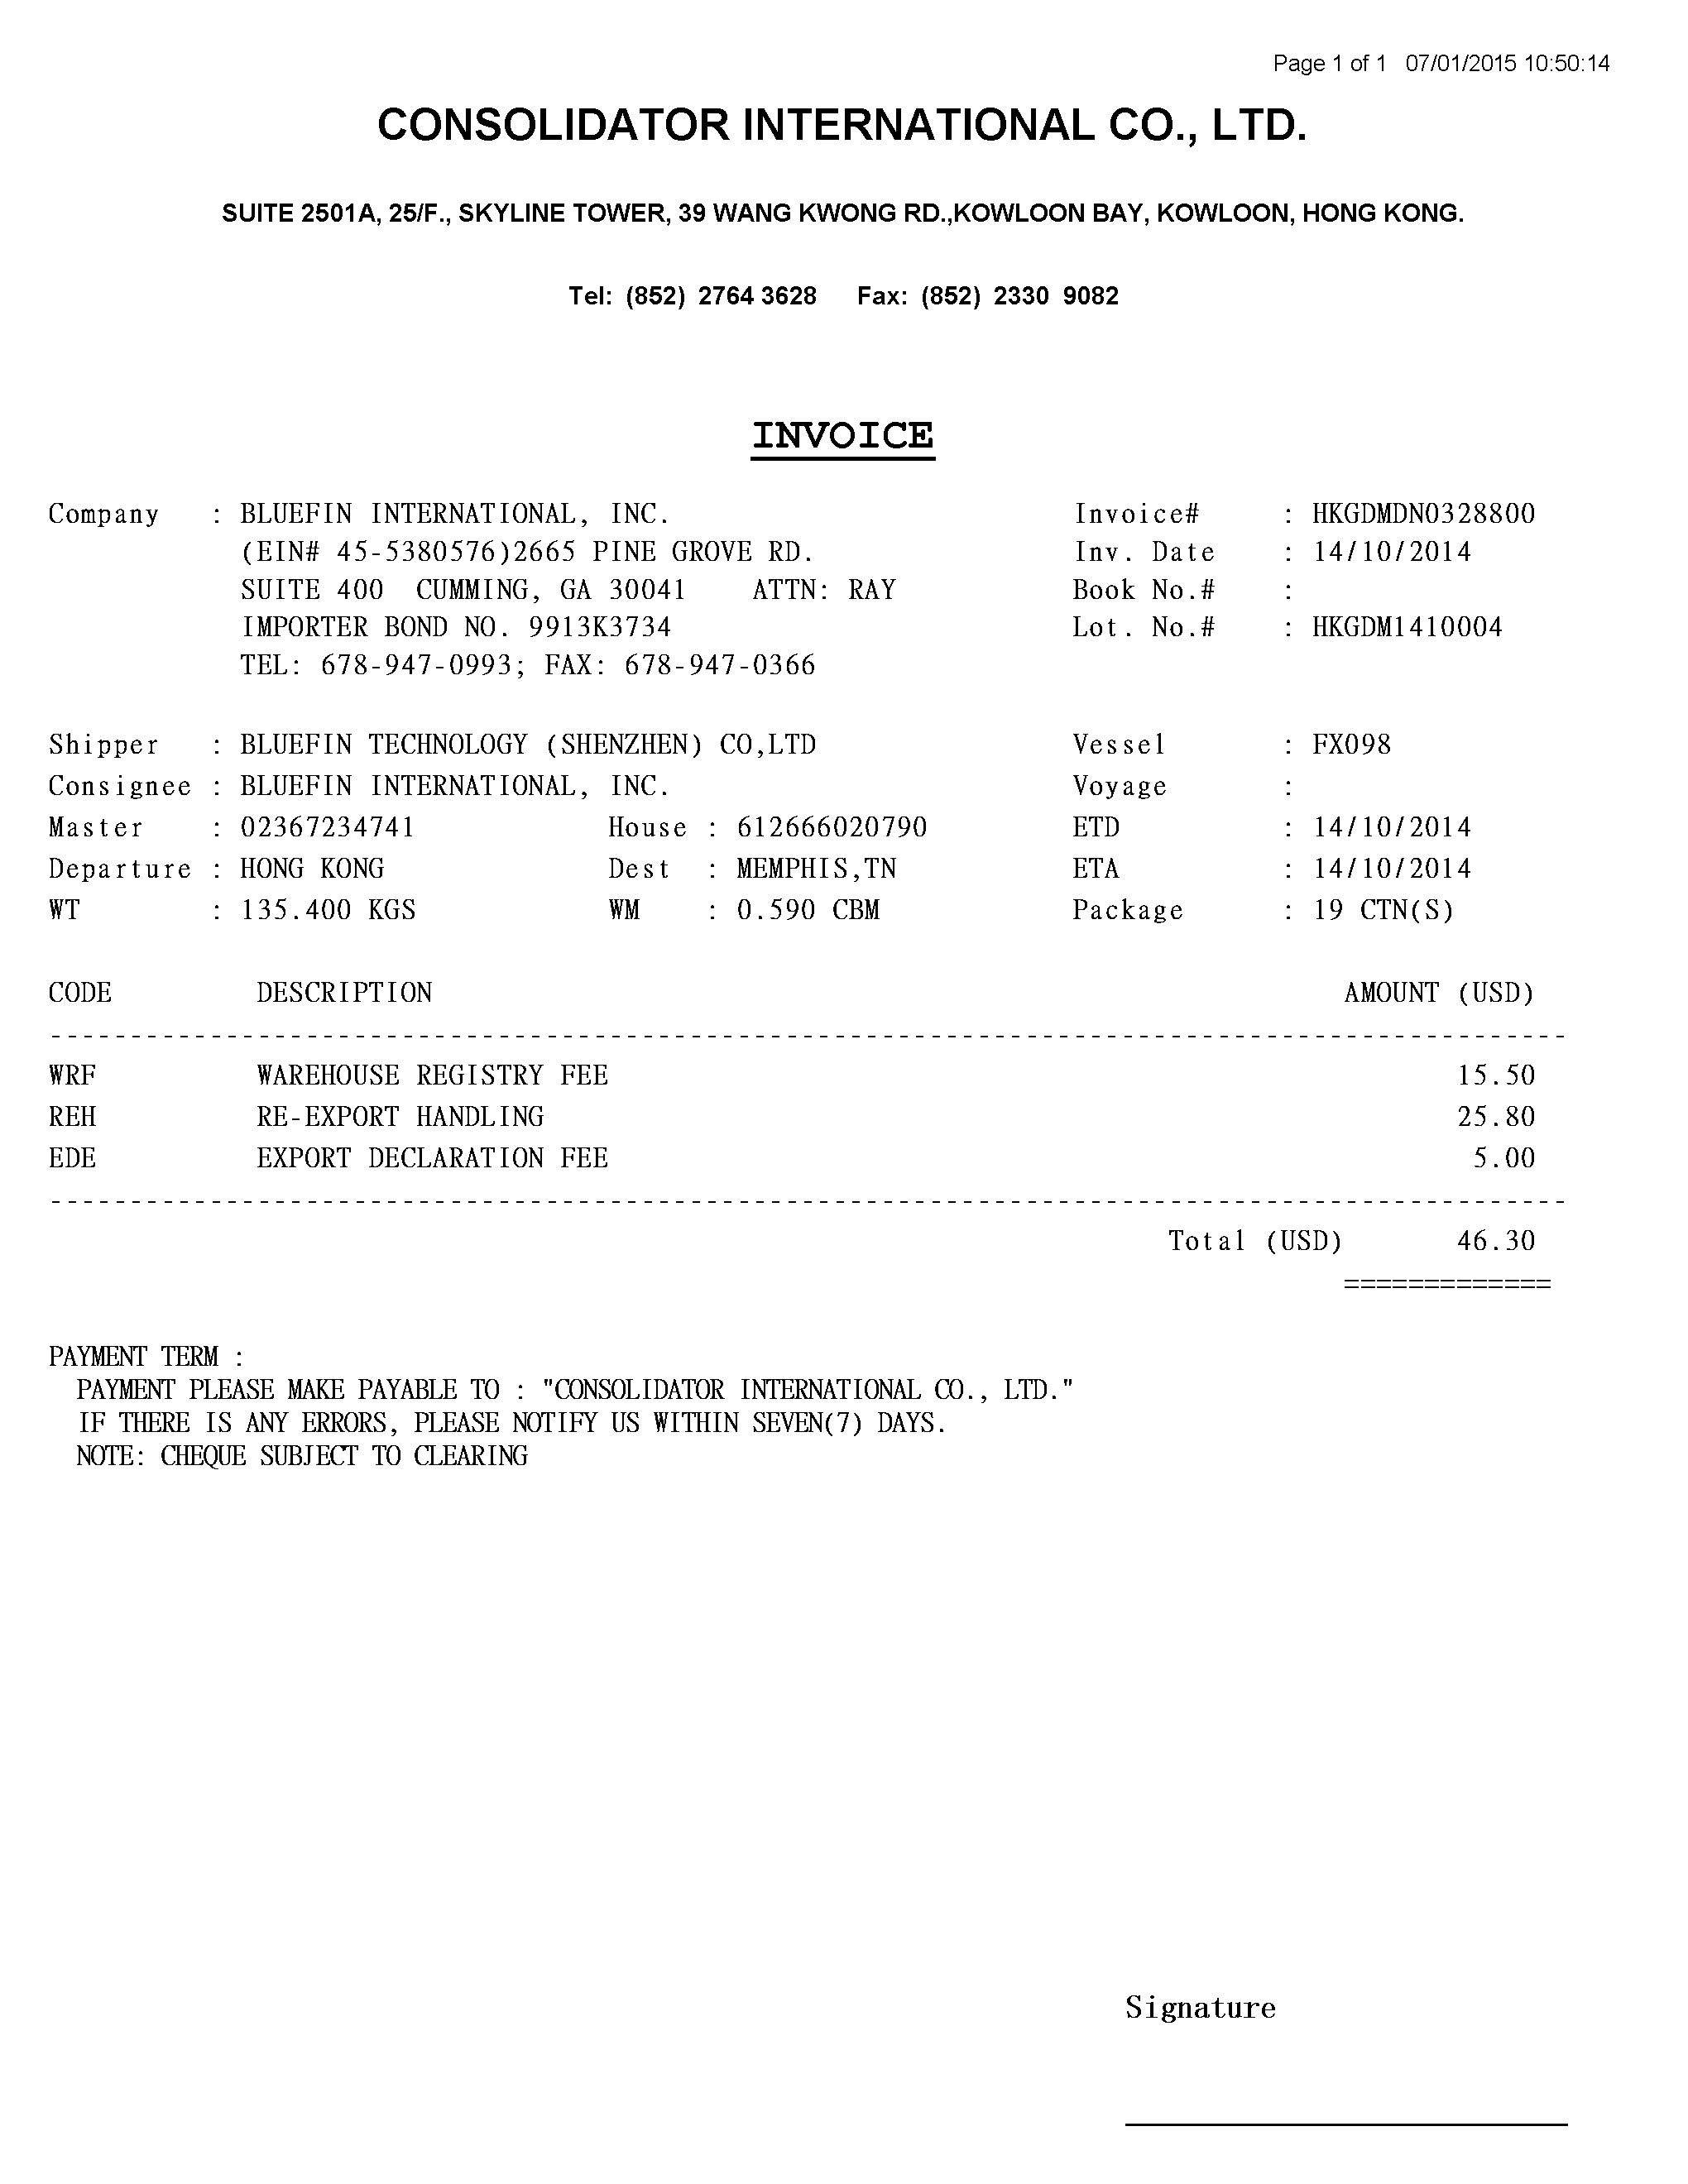 Page 1 of 1 07/01/2015 10:50:14
CONSOLIDATOR INTERNATIONAL CO., LTD.
SUITE 2501A, 25/F., SKYLINE TOWER, 39 WANG KWONG RD.,KOWLOON BAY, KOWLOON, HONG KONG.
Tel: (852) 2764 3628 Fax: (852) 2330 9082
INVOICE
Company : BLUEFIN INTERNATIONAL, INC. Invoice# : HKGDMDN0328800
(EIN# 45-5380576)2665 PINE GROVE RD. Inv. Date : 14/10/2014
SUITE 400 CUMMING, GA 30041 ATTN: RAY Book No.# :
IMPORTER BOND NO. 9913K3734 Lot. No.# : HKGDM1410004
TEL: 678-947-0993; FAX: 678-947-0366
Shipper : BLUEFIN TECHNOLOGY (SHENZHEN) CO,LTD Vessel : FX098
Consignee : BLUEFIN INTERNATIONAL, INC. Voyage :
Master : 02367234741 House : 612666020790 ETD : 14/10/2014
Departure : HONG KONG Dest : MEMPHIS,TN ETA : 14/10/2014
WT : 135.400 KGS WM : 0.590 CBM Package : 19 CTN(S)
CODE DESCRIPTION AMOUNT (USD)
WRF WAREHOUSE REGISTRY FEE 15.50
REH RE-EXPORT HANDLING 25.80
EDE EXPORT DECLARATION FEE 5.00
Total (USD) 46.30
PAYMENT TERM :
PAYMENT PLEASE MAKE PAYABLE TO : "CONSOLIDATOR INTERNATIONAL CO., LTD."
IF THERE IS ANY ERRORS, PLEASE NOTIFY US WITHIN SEVEN(7) DAYS.
NOTE: CHEQUE SUBJECT TO CLEARING
Signature